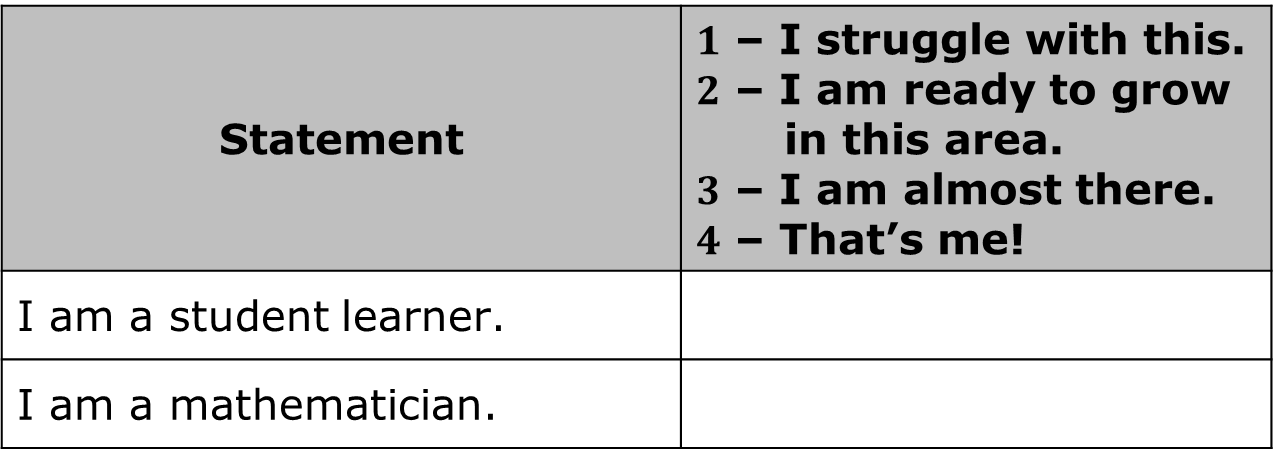 Statement
1 – I struggle with this.
2 – I am ready to grow
in this area.
3 – I am almost there.
4 – That’s me!
I am a student learner.
I am a mathematician.